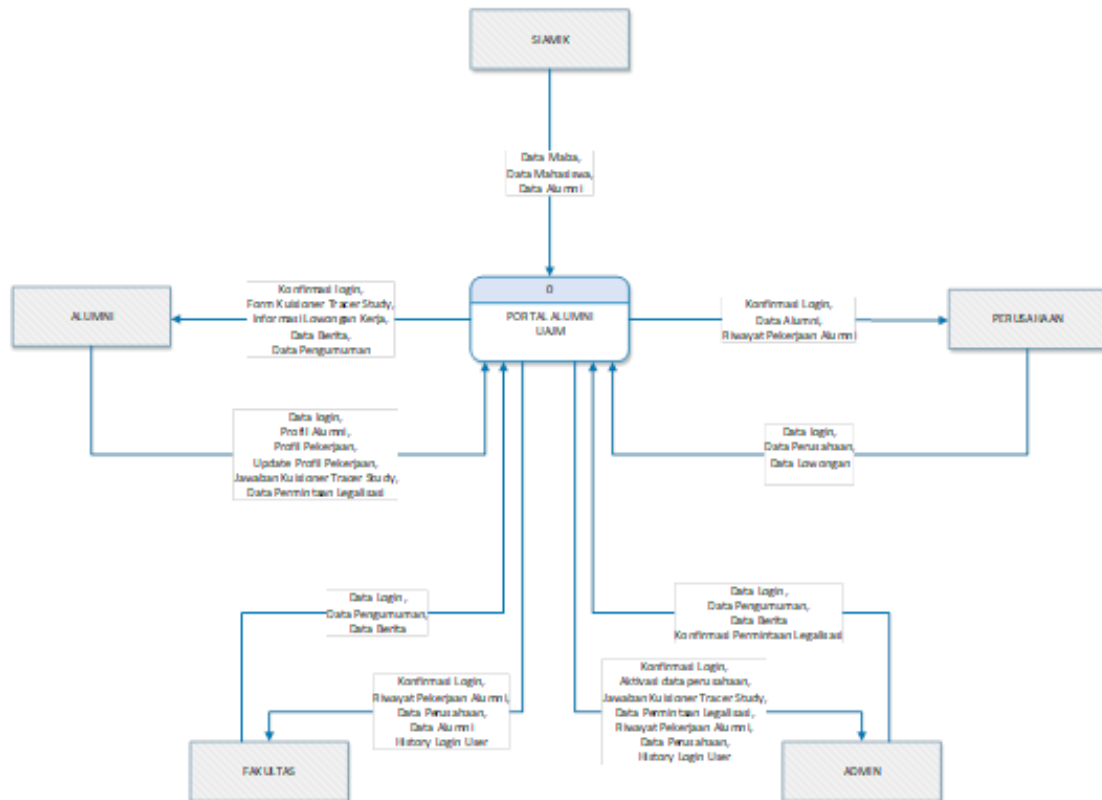 SIAMIK
Data Maba,
Data Mahasiswa,
Data Alumni
ALUMNI
Konfirmasi login,
Form Kuisioner Tracer Study,
Informasi Lowongan Kerja,
Data Berita,
Data Pengumuman
0
PORTAL ALUMNI
UAJM
Konfirmasi Login,
Data Alumni,
Riwayat Pekerjaan Alumni
PERUSAHAAN
Data login,
Profil Alumni,
Profil Pekerjaan,
Update Profil Pekerjaan,
Jawaban Kuisioner Tracer Study,
Data Permintaan Legalisasi
Data login,
Data Perusahaan,
Data Lowongan
Data Login,
Data Pengumuman,
Data Berita
Data Login,
Data Pengumuman,
Data Berita
Konfirmasi Permintaan Legalisasi
Konfirmasi Login,
Riwayat Pekerjaan Alumni,
Data Perusahaan,
Data Alumni
History Login User
Konfirmasi Login,
Aktivasi data perusahaan,
Jawaban Kuisioner Tracer Study,
Data Permintaan Legalisasi,
Riwayat Pekerjaan Alumni,
Data Perusahaan,
History Login User
FAKULTAS
ADMIN